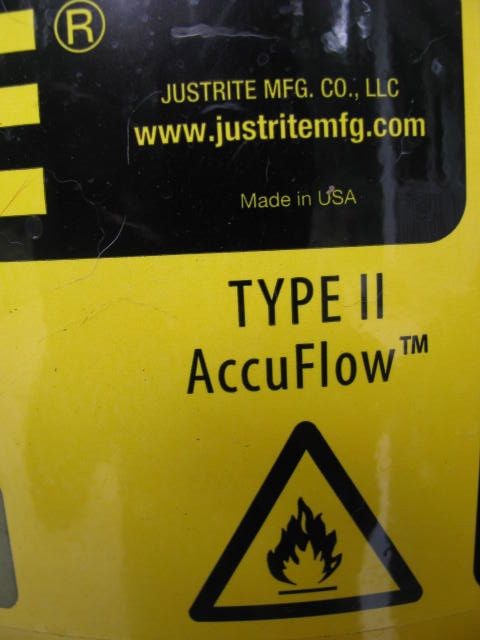 E®
JUSTRITE MFG. CO., LLC
www.justritemfg.com
Made in USA
TYPE II
AccuFlow™